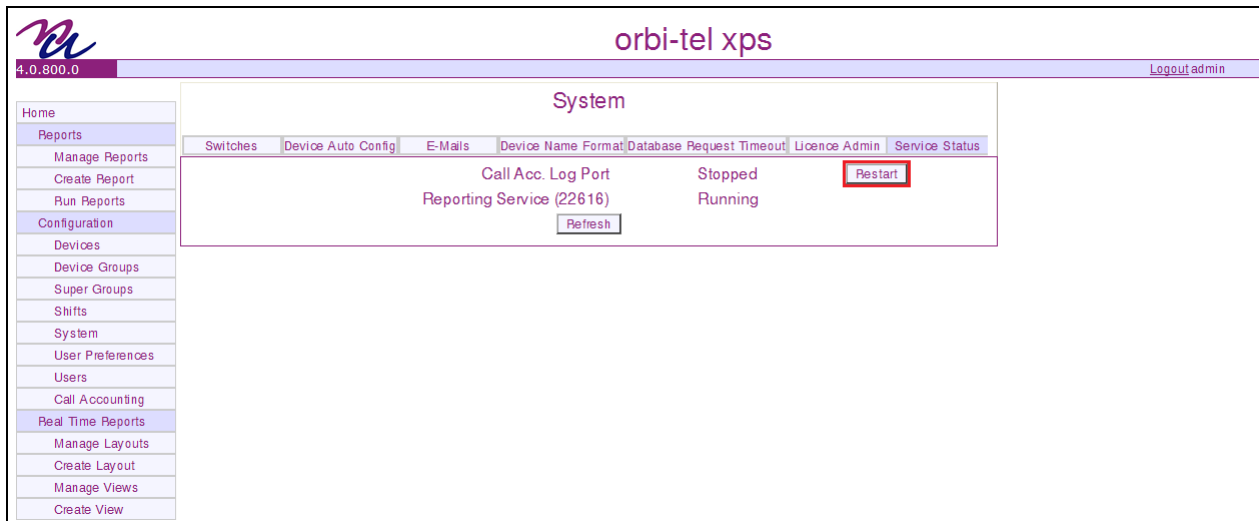 orbi-tel xps
4.0.800.0
Logout admin
System
Home
Reports
Manage Reports
Create Report
Run Reports
Configuration
Devices
Device Groups
Super Groups
Shifts
System
User Preferences
Users
Call Accounting
Real Time Reports
Manage Layouts
Create Layout
Manage Views
Create View
Switches Device Auto Config E-Mails Device Name Format Database Request Timeout Licence Admin Service Status
Call Acc. Log Port Stopped Restart
Reporting Service (22616) Running
Refresh